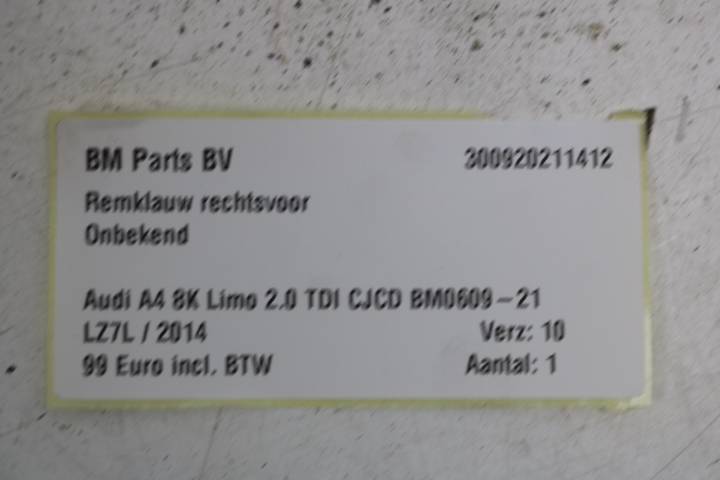 BM Parts BV 300920211412
Remklauw rechtsvoor
Onbekend
Audi A4 8K Limo 2.0 TDI CJCD BM0609-21
LZ7L / 2014 Verz: 10
99 Euro incl. BTW Aantal: 1